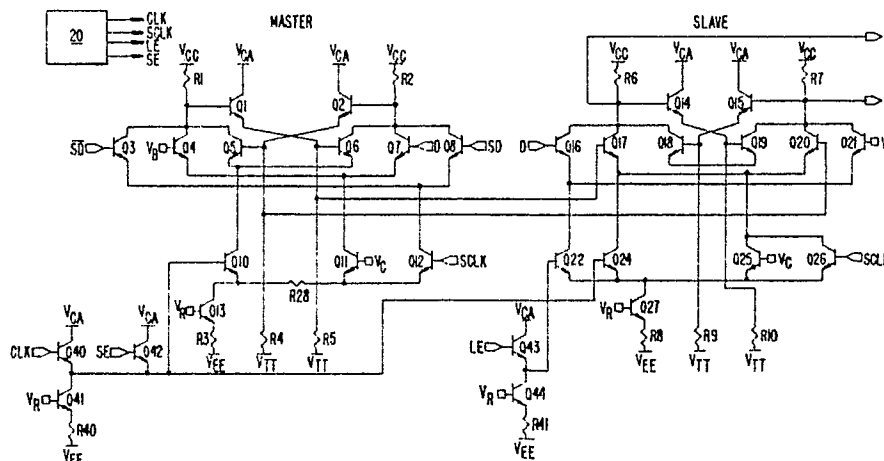 20
CLK
SCLK
LE
SE
MASTER
SLAVE
VCC
VCA
VCA
VCC
VCC
VCA
VCA
VCC
R1
R2
R6
R7
Q1
Q2
Q14
Q15
SD
Q3
VB
Q4
Q5
Q6
Q7
D
Q8
SD
D
Q16
Q17
Q18
Q19
Q20
Q21
V
Q10
Q11
VC
Q12
SCLK
Q22
Q24
Q25
VC
Q26
SCL
R28
VR
Q13
VR
Q27
R3
R4
R5
R8
R9
R10
VEE
VTT
VTT
VEE
VTT
VTT
VCA
VCA
VCA
CLK
Q40
SE
Q42
LE
Q43
VR
Q41
VR
Q44
R40
R41
VEE
VEE